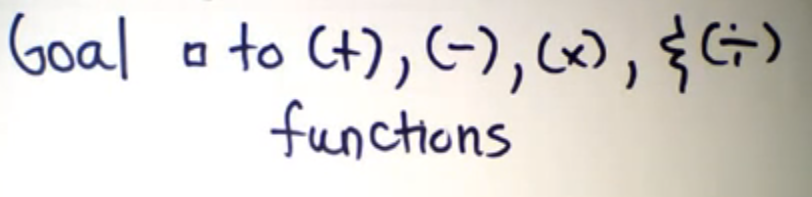 Goal ▫ to (+), (-), (x), & (÷)
functions